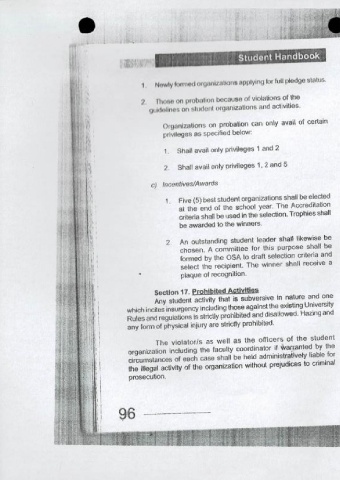 Student Handbook
1. Newly formed organizations applying for full pledge status.
2. Those on probation because of violations of the
guidelines on student organizations and activities.
Organizations on probation can only avail of certain
privileges as specified below:
1. Shall avail only privileges 1 and 2
2. Shall avail only privileges 1, 2 and 5
c) Incentives/Awards
1. Five (5) best student organizations shall be elected
at the end of the school year. The Accreditation
criteria shall be used in the selection. Trophies shall
be awarded to the winners.
2. An outstanding student leader shall likewise be
chosen. A committee for this purpose shall be
formed by the OSA to draft selection criteria and
select the recipient. The winner shall receive a
plaque of recognition.
Section 17. Prohibited Activities
Any student activity that is subversive in nature and one
which incites insurgency including those against the existing University
Rules and regulations is strictly prohibited and disallowed. Hazing and
any form of physical injury are strictly prohibited.
The violator/s as well as the officers of the student
organization including the faculty coordinator if warranted by the
circumstances of each case shall be held administratively liable for
the illegal activity of the organization without prejudices to criminal
prosecution.
96